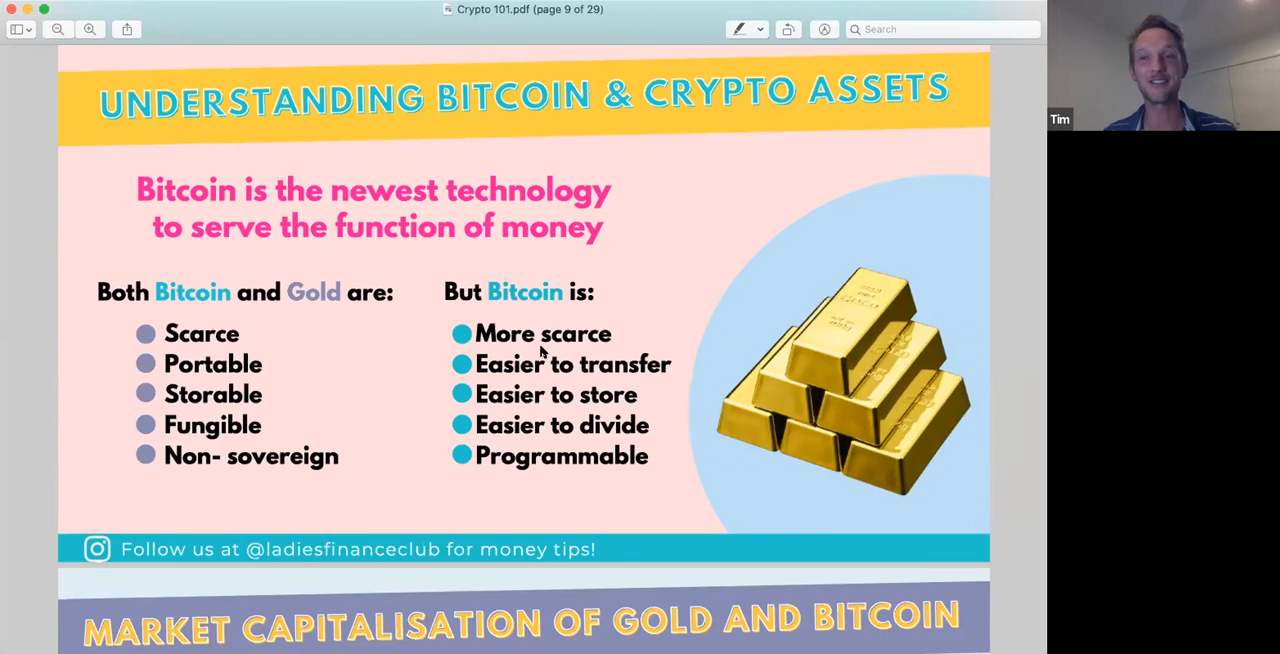 Crypto 101.pdf (page 9 of 29)
Search
UNDERSTANDING BITCOIN & CRYPTO ASSETS
Tim
Bitcoin is the newest technology
to serve the function of money
Both Bitcoin and Gold are:
Scarce
Portable
Storable
Fungible
Non- sovereign
But Bitcoin is:
More scarce
Easier to transfer
Easier to store
Easier to divide
Programmable
Follow us at @ladiesfinanceclub for money tips!
MARKET CAPITALISATION OF GOLD AND BITCOIN